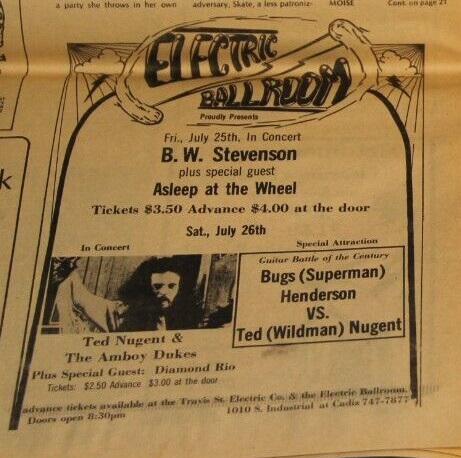 a party she throws in her own
adversary, Skate, a less patroniz-
MOISE
Cont. on page 21
ELECTRIC
BALLROOM
Proudly Presents
Fri., July 25th, In Concert
B. W. Stevenson
plus special guest
Asleep at the Wheel
Tickets $3.50 Advance $4.00 at the door
Sat., July 26th
In Concert
Ted Nugent &
The Amboy Dukes
Plus Special Guest: Diamond Rio
Tickets: $2.50 Advance $3.00 at the door
Special Attraction
Guitar Battle of the Century
Bugs (Superman)
Henderson
VS.
Ted (Wildman) Nugent
advance tickets available at the Travis St. Electric Co. & the Electric Ballroom.
Doors open 8:30pm
1010 S. Industrial at Cadiz 747-7877